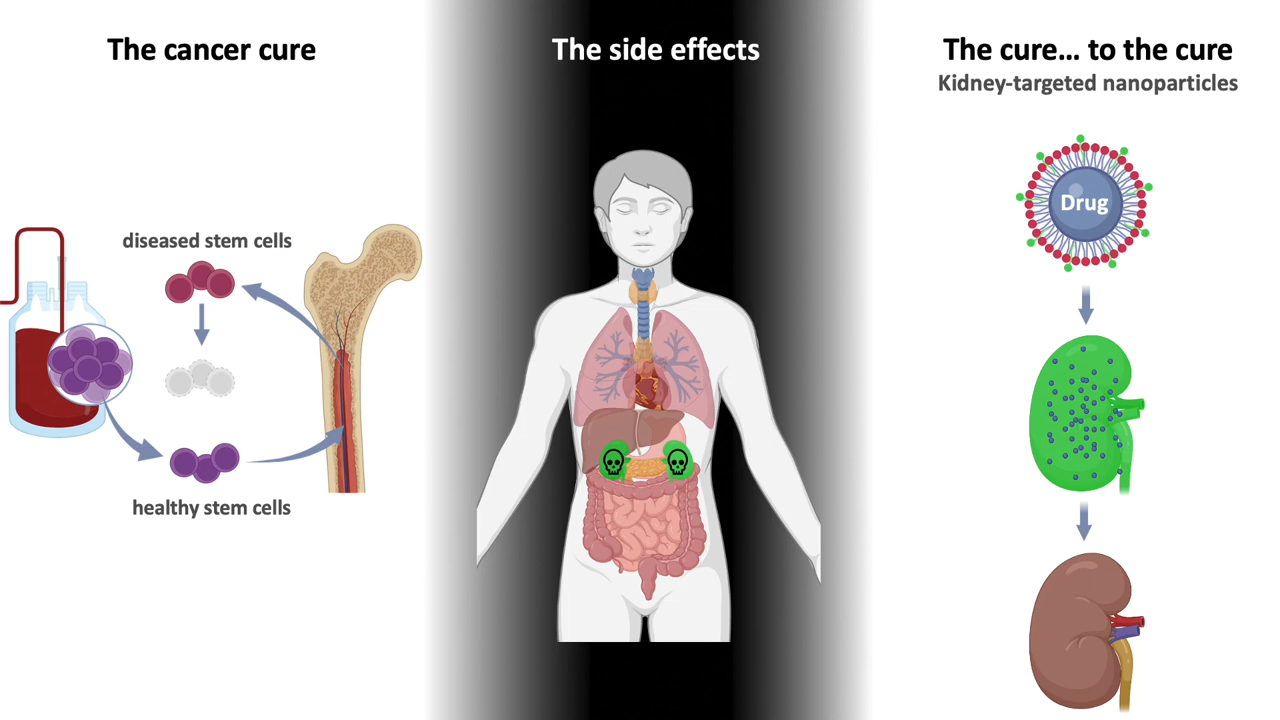 The cancer cure
diseased stem cells
healthy stem cells
The side effects
The cure... to the cure
Kidney-targeted nanoparticles
Drug